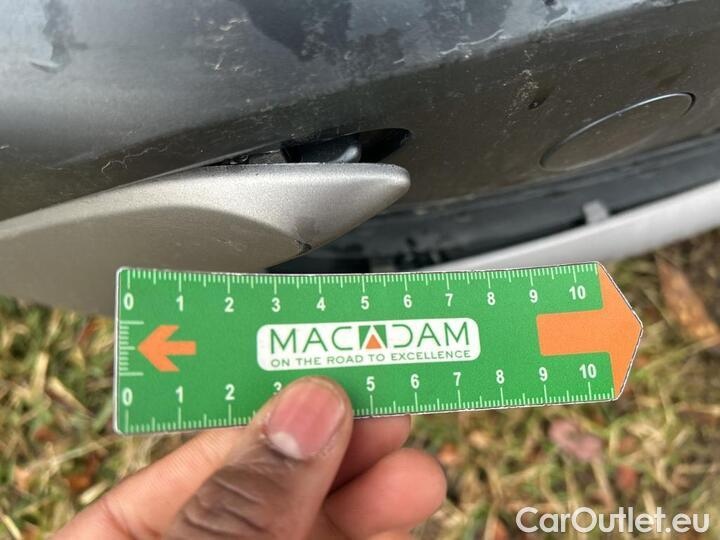 0 1 2 3 4 5 6 7 8 9 10
MACADAM
ON THE ROAD TO EXCELLENCE
0 1 2 3 5 6 7 8 9 10
CarOutlet.eu